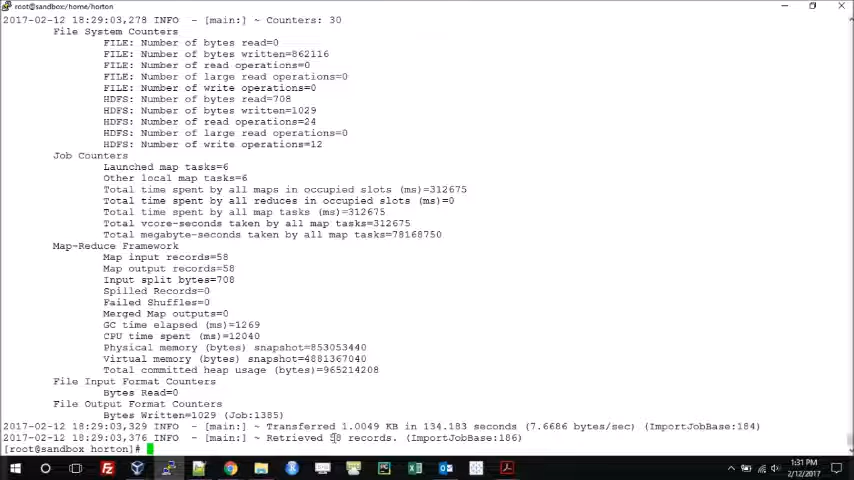 root@sandbox:/home/horton
2017-02-12 18:29:03,278 INFO  - [main:] ~ Counters: 30
File System Counters
FILE: Number of bytes read=0
FILE: Number of bytes written=862116
FILE: Number of read operations=0
FILE: Number of large read operations=0
FILE: Number of write operations=0
HDFS: Number of bytes read=708
HDFS: Number of bytes written=1029
HDFS: Number of read operations=24
HDFS: Number of large read operations=0
HDFS: Number of write operations=12
Job Counters
Launched map tasks=6
Other local map tasks=6
Total time spent by all maps in occupied slots (ms)=312675
Total time spent by all reduces in occupied slots (ms)=0
Total time spent by all map tasks (ms)=312675
Total vcore-seconds taken by all map tasks=312675
Total megabyte-seconds taken by all map tasks=78168750
Map-Reduce Framework
Map input records=58
Map output records=58
Input split bytes=708
Spilled Records=0
Failed Shuffles=0
Merged Map outputs=0
GC time elapsed (ms)=1269
CPU time spent (ms)=12040
Physical memory (bytes) snapshot=853053440
Virtual memory (bytes) snapshot=4881367040
Total committed heap usage (bytes)=965214208
File Input Format Counters
Bytes Read=0
File Output Format Counters
Bytes Written=1029 (Job:1385)
2017-02-12 18:29:03,329 INFO  - [main:] ~ Transferred 1.0049 KB in 134.183 seconds (7.6686 bytes/sec) (ImportJobBase:184)
2017-02-12 18:29:03,376 INFO  - [main:] ~ Retrieved 58 records. (ImportJobBase:186)
[root@sandbox horton]#
1:31 PM
2/12/2017